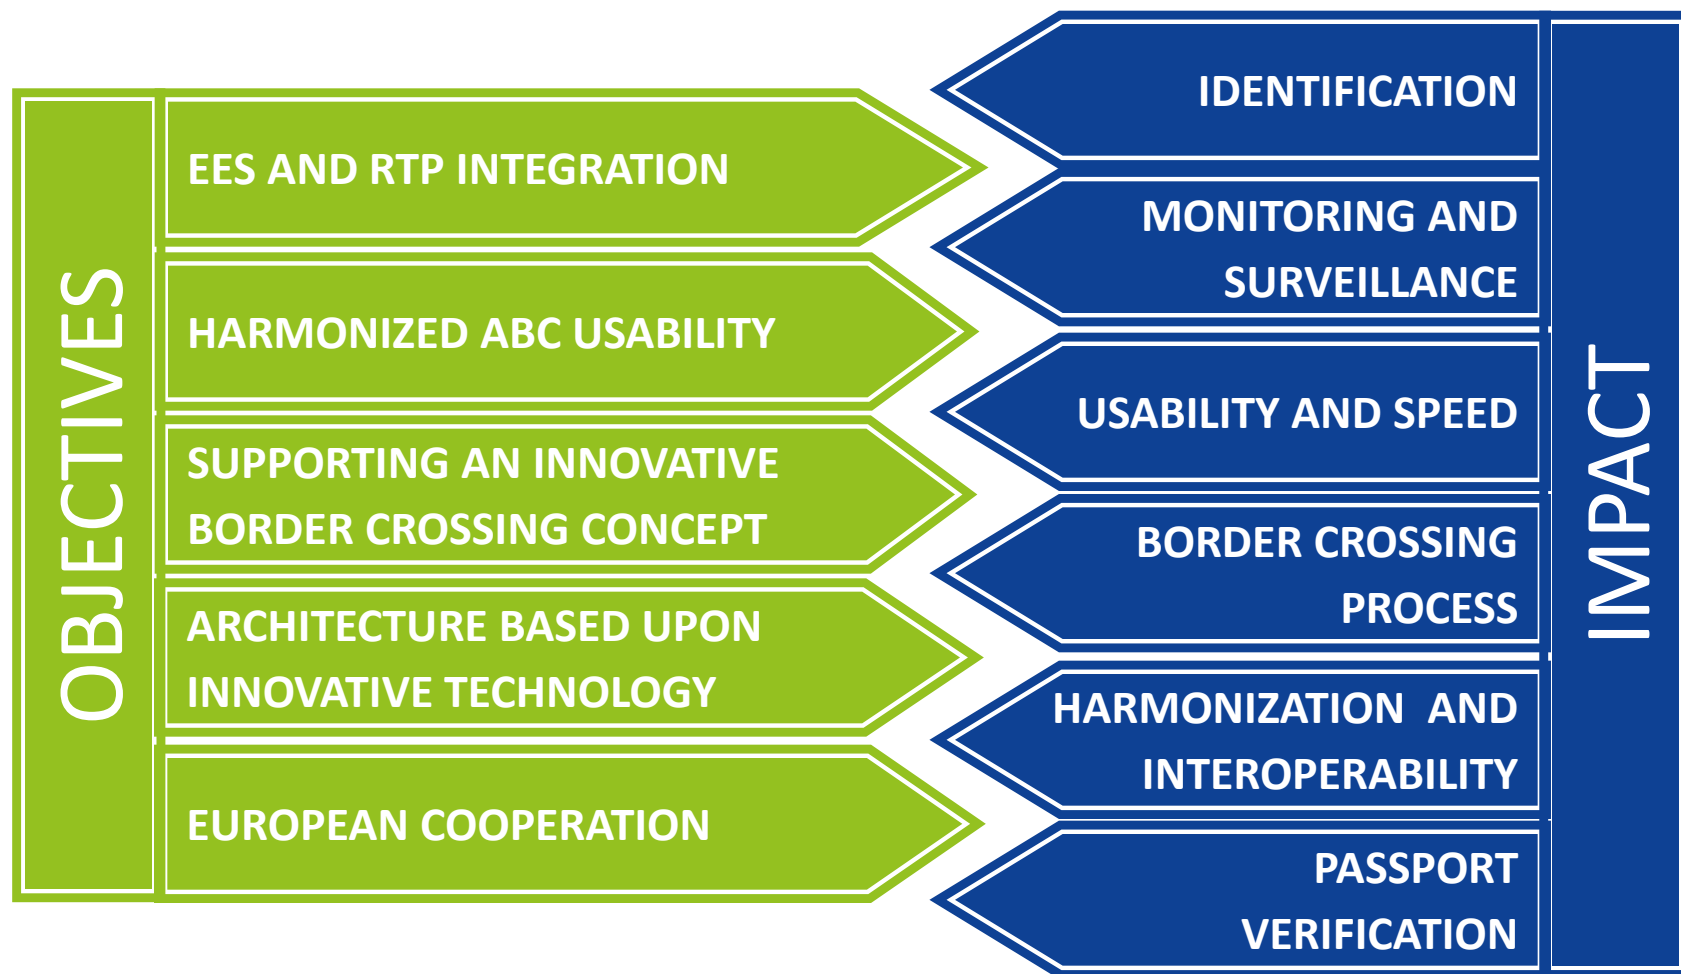 OBJECTIVES
EES AND RTP INTEGRATION
HARMONIZED ABC USABILITY
SUPPORTING AN INNOVATIVE
BORDER CROSSING CONCEPT
ARCHITECTURE BASED UPON
INNOVATIVE TECHNOLOGY
EUROPEAN COOPERATION
IDENTIFICATION
MONITORING AND
SURVEILLANCE
USABILITY AND SPEED
BORDER CROSSING
PROCESS
HARMONIZATION AND
INTEROPERABILITY
PASSPORT
VERIFICATION
IMPACT